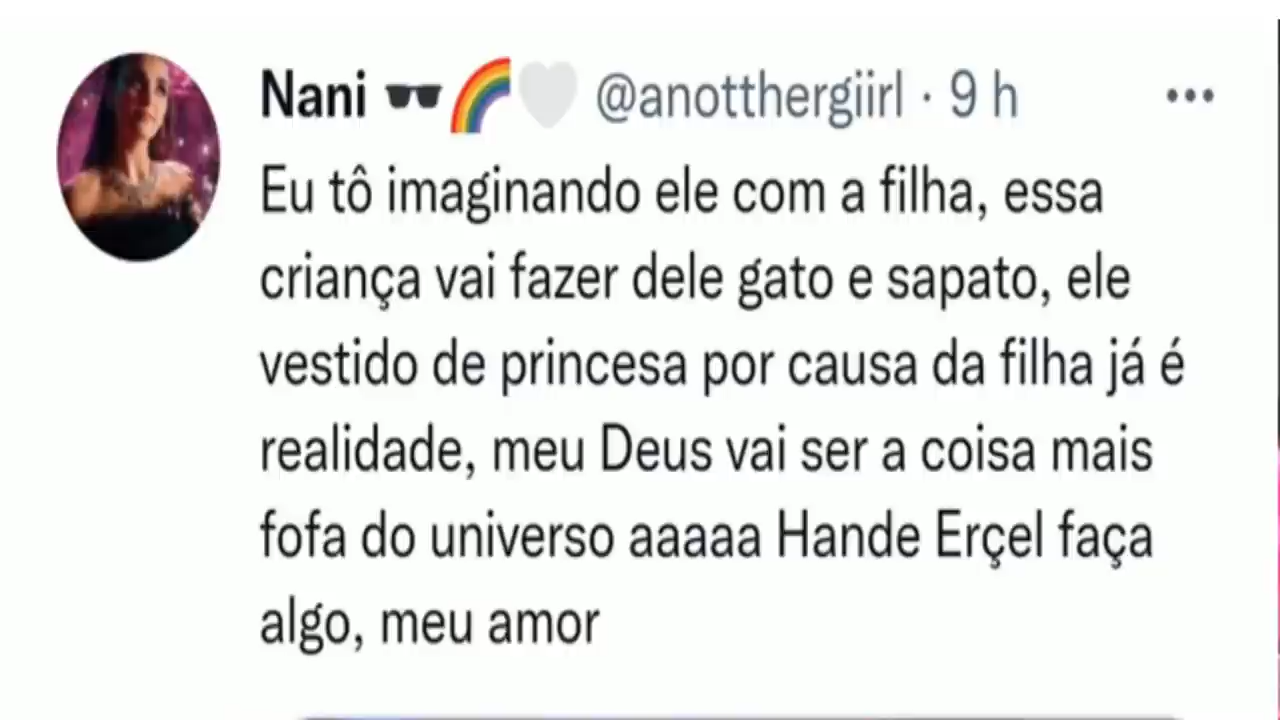 Nani 🕶️🌈🤍 @anotthergiirl · 9 h
Eu tô imaginando ele com a filha, essa
criança vai fazer dele gato e sapato, ele
vestido de princesa por causa da filha já é
realidade, meu Deus vai ser a coisa mais
fofa do universo aaaaa Hande Erçel faça
algo, meu amor